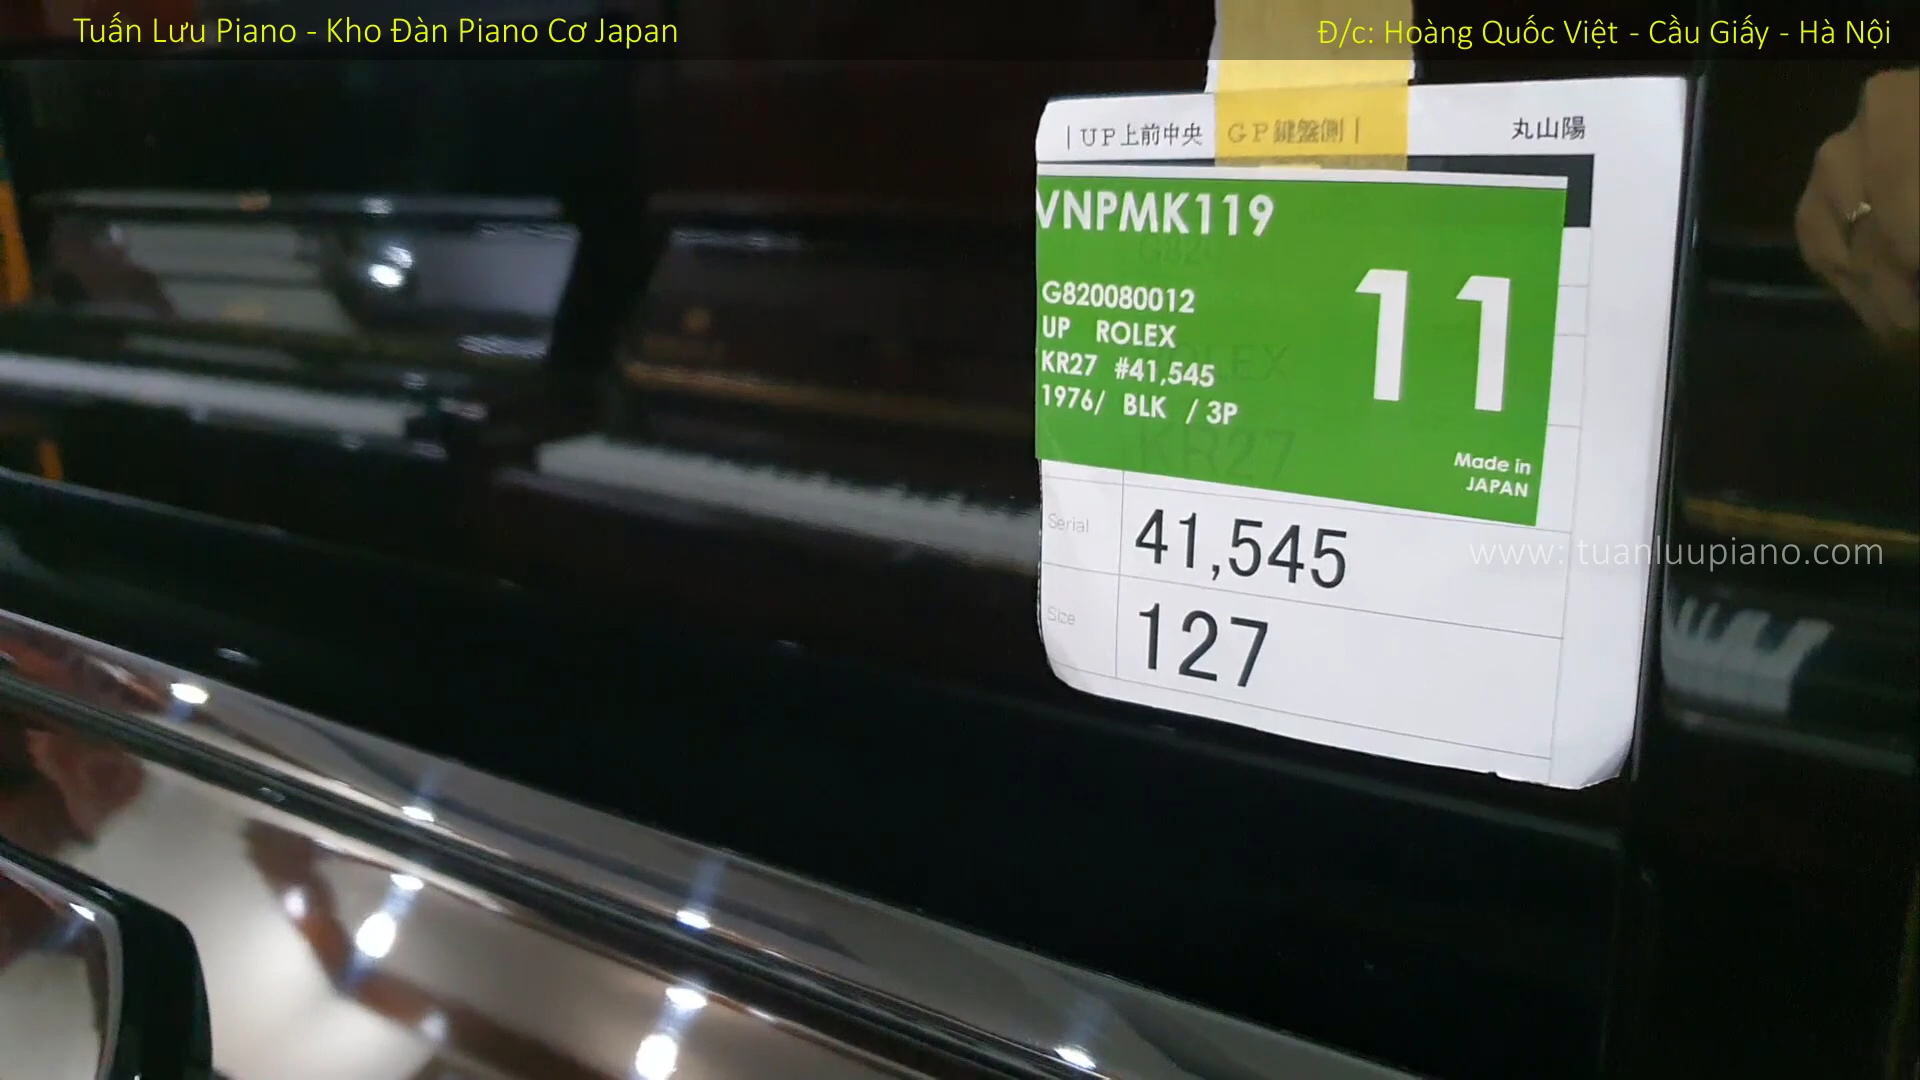 Tuấn Lưu Piano - Kho Đàn Piano Cơ Japan
Đ/c: Hoàng Quốc Việt - Cầu Giấy - Hà Nội
|UP上前中央 GP鍵盤側|
丸山陽
VNPMK119
G820080012
UP ROLEX
KR27 #41,545
1976/ BLK / 3P
11
Made in
JAPAN
KR27
Serial 41,545
www: tuanluupiano.com
Size 127